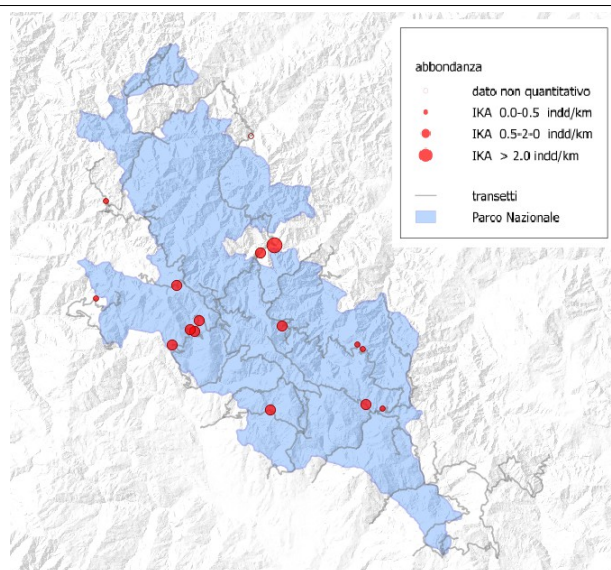 abbondanza
dato non quantitativo
IKA 0.0-0.5 indd/km
IKA 0.5-2-0 indd/km
IKA > 2.0 indd/km
transetti
Parco Nazionale